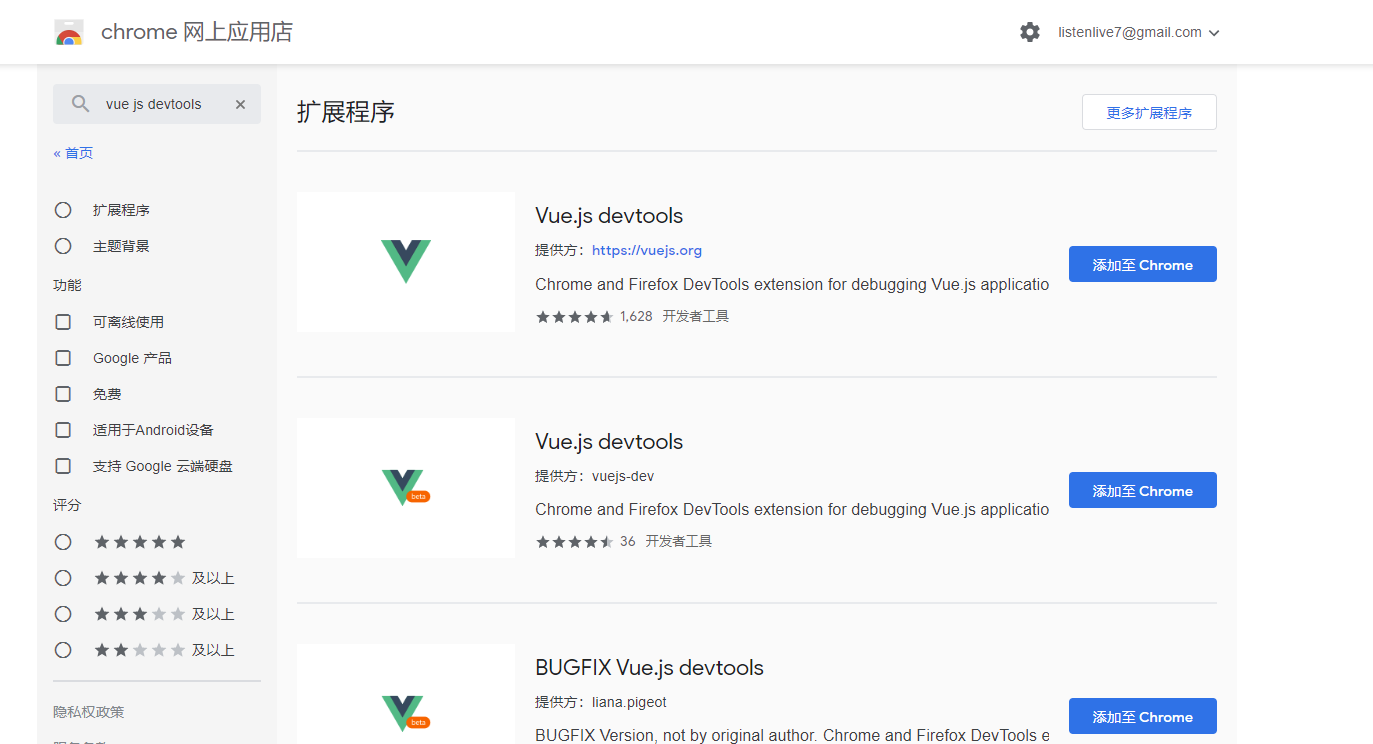 chrome 网上应用店
listenlive7@gmail.com
vue js devtools
« 首页
扩展程序
主题背景
功能
可离线使用
Google 产品
免费
适用于Android设备
支持 Google 云端硬盘
评分
及以上
及以上
及以上
隐私权政策
扩展程序
更多扩展程序
Vue.js devtools
提供方： https://vuejs.org
Chrome and Firefox DevTools extension for debugging Vue.js applicatio
1,628 开发者工具
添加至 Chrome
beta
Vue.js devtools
提供方： vuejs-dev
Chrome and Firefox DevTools extension for debugging Vue.js applicatio
36 开发者工具
添加至 Chrome
beta
BUGFIX Vue.js devtools
提供方： liana.pigeot
BUGFIX Version, not by original author. Chrome and Firefox DevTools e
添加至 Chrome